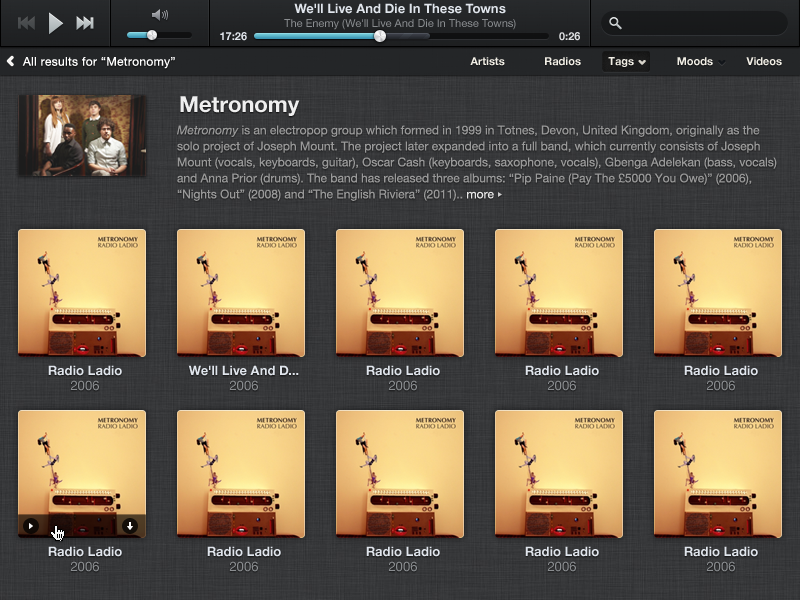 We'll Live And Die In These Towns
The Enemy (We'll Live And Die In These Towns)
17:26
0:26
All results for “Metronomy”
Artists
Radios
Tags
Moods
Videos
Metronomy
Metronomy is an electropop group which formed in 1999 in Totnes, Devon, United Kingdom, originally as the
solo project of Joseph Mount. The project later expanded into a full band, which currently consists of Joseph
Mount (vocals, keyboards, guitar), Oscar Cash (keyboards, saxophone, vocals), Gbenga Adelekan (bass, vocals)
and Anna Prior (drums). The band has released three albums: “Pip Paine (Pay The £5000 You Owe)” (2006),
“Nights Out” (2008) and “The English Riviera” (2011).. more
METRONOMY
RADIO LADIO
METRONOMY
RADIO LADIO
METRONOMY
RADIO LADIO
METRONOMY
RADIO LADIO
METRONOMY
RADIO LADIO
Radio Ladio
2006
We'll Live And D...
2006
Radio Ladio
2006
Radio Ladio
2006
Radio Ladio
2006
METRONOMY
RADIO LADIO
METRONOMY
RADIO LADIO
METRONOMY
RADIO LADIO
METRONOMY
RADIO LADIO
METRONOMY
RADIO LADIO
Radio Ladio
2006
Radio Ladio
2006
Radio Ladio
2006
Radio Ladio
2006
Radio Ladio
2006